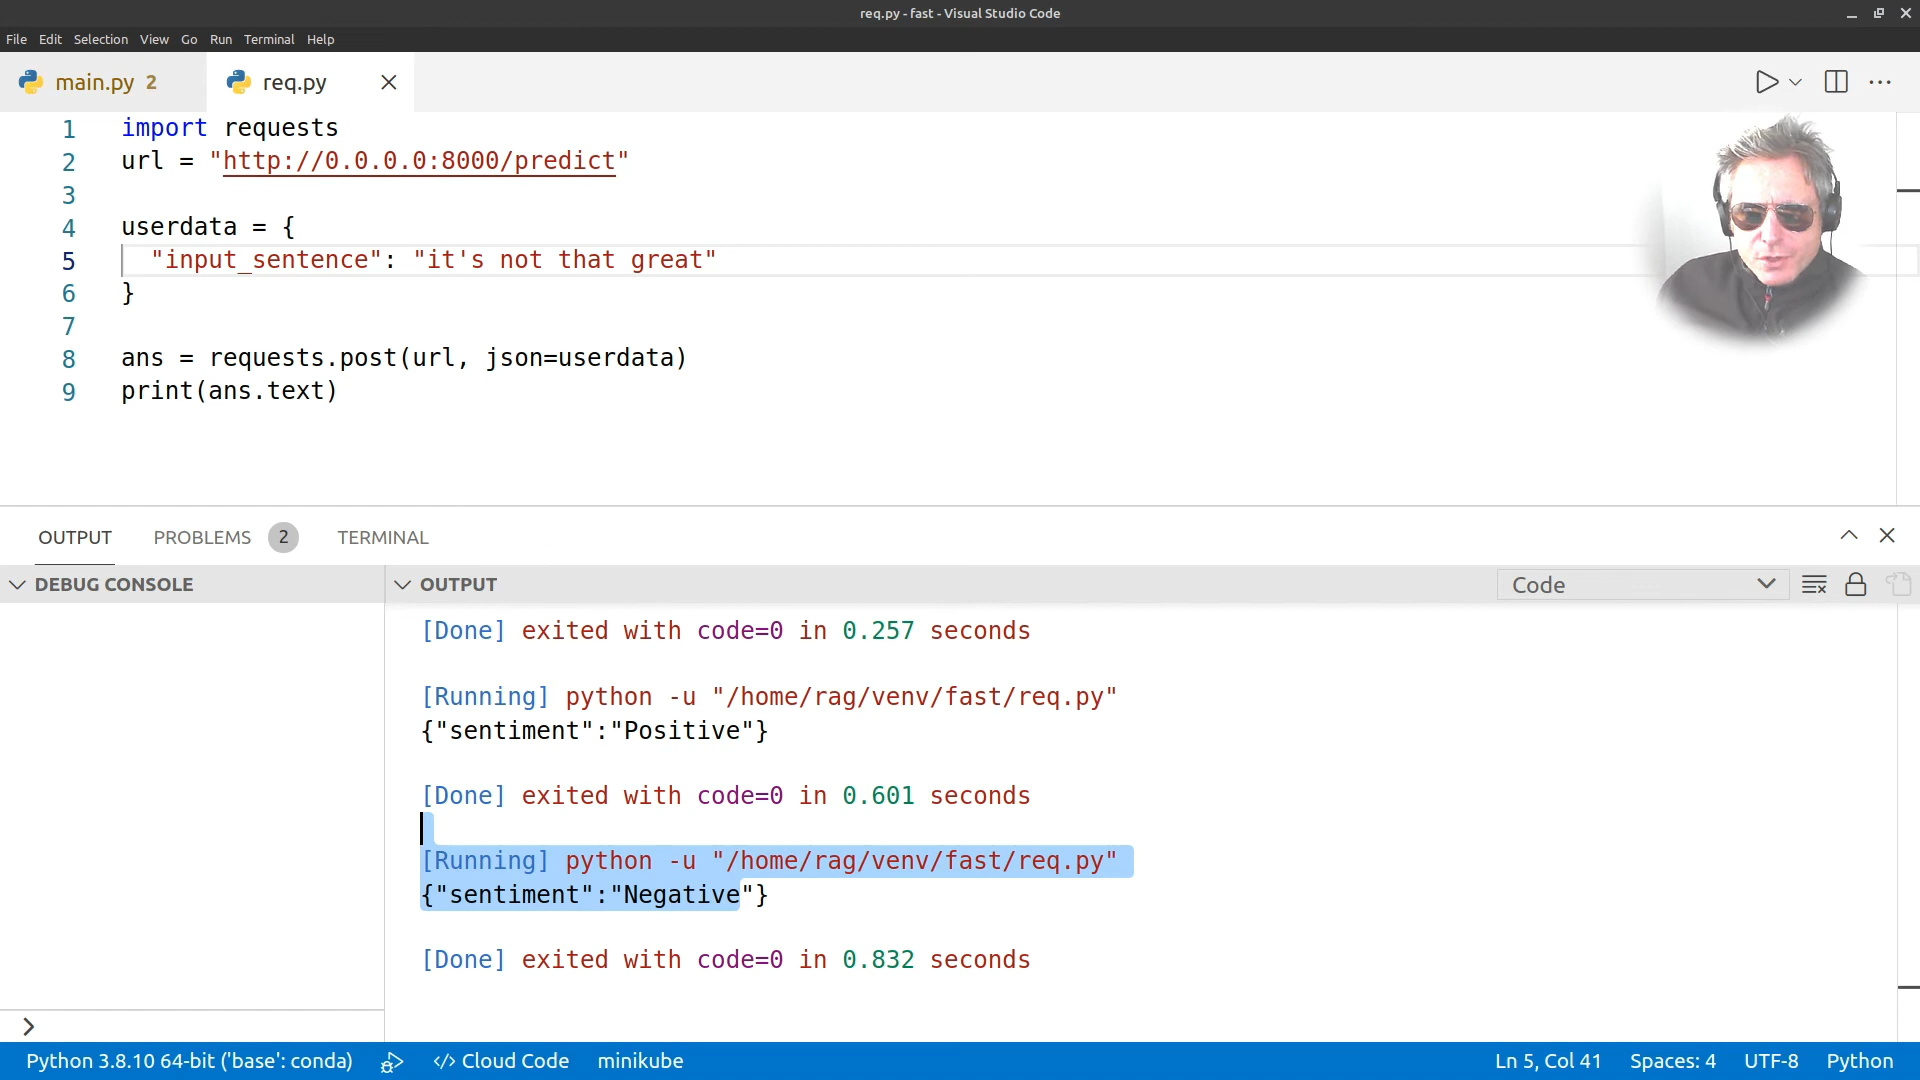 req.py - fast - Visual Studio Code
File Edit Selection View Go Run Terminal Help
main.py 2 req.py
1 import requests
2 url = "http://0.0.0.0:8000/predict"
3
4 userdata = {
5 "input_sentence": "it's not that great"
6 }
7
8 ans = requests.post(url, json=userdata)
9 print(ans.text)
OUTPUT PROBLEMS 2 TERMINAL
DEBUG CONSOLE OUTPUT Code
[Done] exited with code=0 in 0.257 seconds
[Running] python -u "/home/rag/venv/fast/req.py"
{"sentiment":"Positive"}
[Done] exited with code=0 in 0.601 seconds
[Running] python -u "/home/rag/venv/fast/req.py"
{"sentiment":"Negative"}
[Done] exited with code=0 in 0.832 seconds
Python 3.8.10 64-bit ('base': conda) Cloud Code minikube Ln 5, Col 41 Spaces: 4 UTF-8 Python